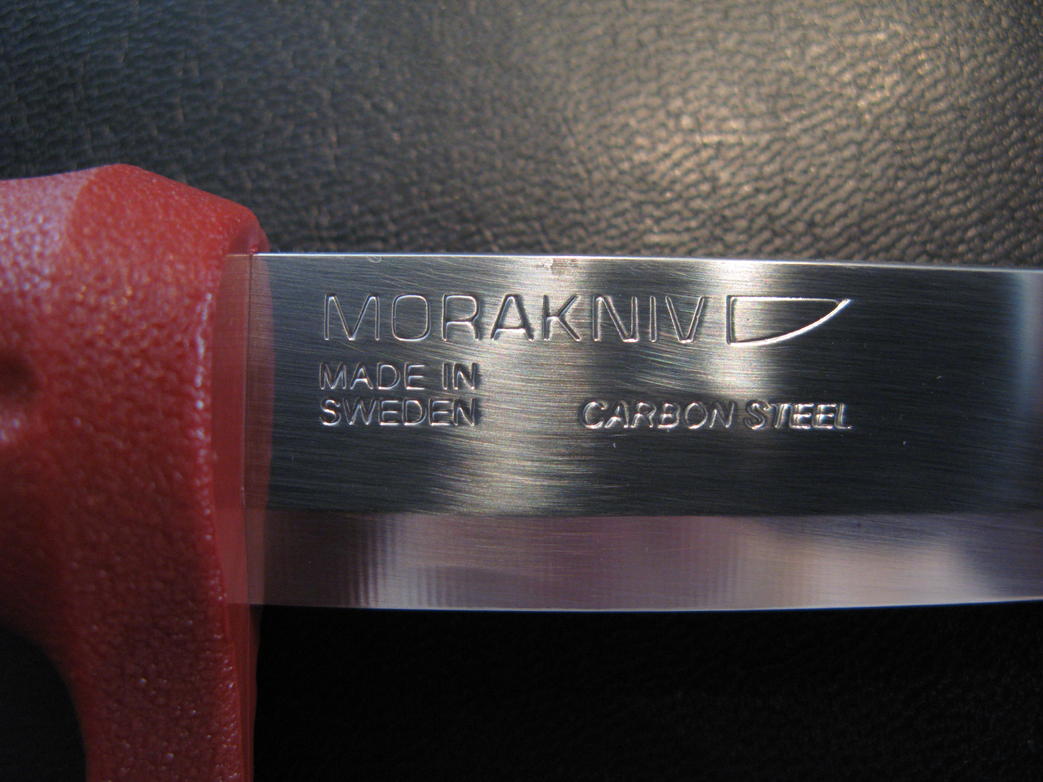 MORAKNIV
MADE IN
SWEDEN
CARBON STEEL